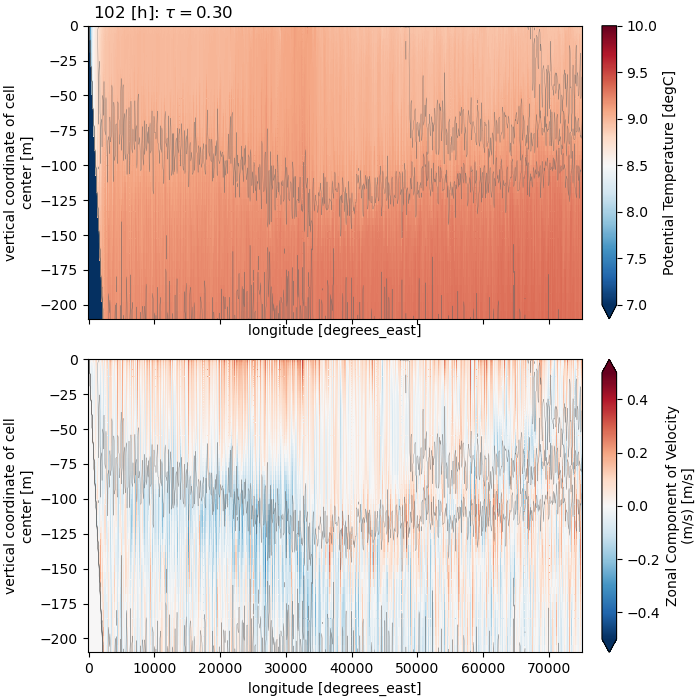 102 [h]: τ = 0.30
0
−25
−50
−75
−100
−125
−150
−175
−200
vertical coordinate of cell
center [m]
longitude [degrees_east]
10.0
9.5
9.0
8.5
8.0
7.5
7.0
Potential Temperature [degC]
0
−25
−50
−75
−100
−125
−150
−175
−200
vertical coordinate of cell
center [m]
0 10000 20000 30000 40000 50000 60000 70000
longitude [degrees_east]
0.4
0.2
0.0
−0.2
−0.4
Zonal Component of Velocity
(m/s) [m/s]